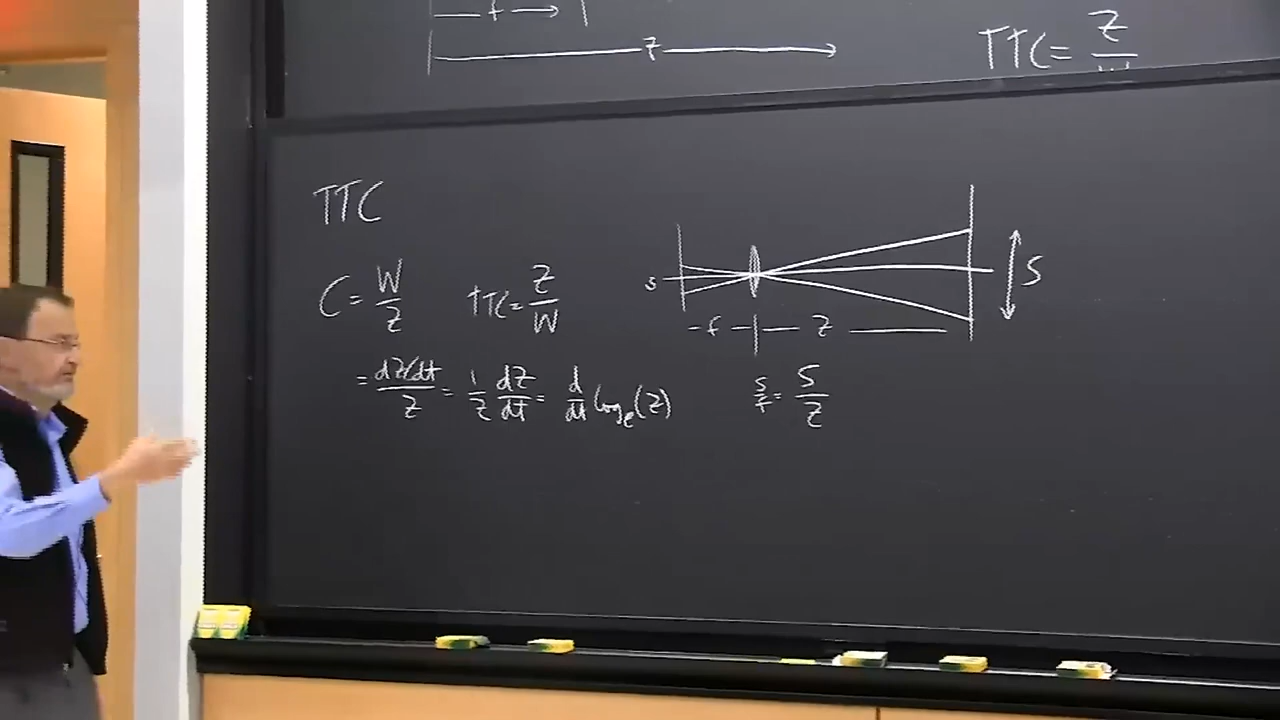 f
Z
TTC = Z
TTC
C = W/Z TTC = Z/W
= dZ/dt / Z = 1/Z dZ/dt = d/dt log_e(Z)
s S
f Z
s/f = S/Z